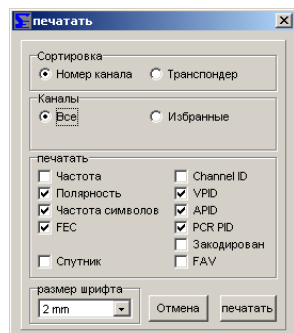 печатать
Сортировка
Номер канала Транспондер
Каналы
Все Избранные
печатать
Частота Channel ID
Полярность VPID
Частота символов APID
FEC PCR PID
Закодирован
Спутник FAV
размер шрифта
2 mm Отмена печатать